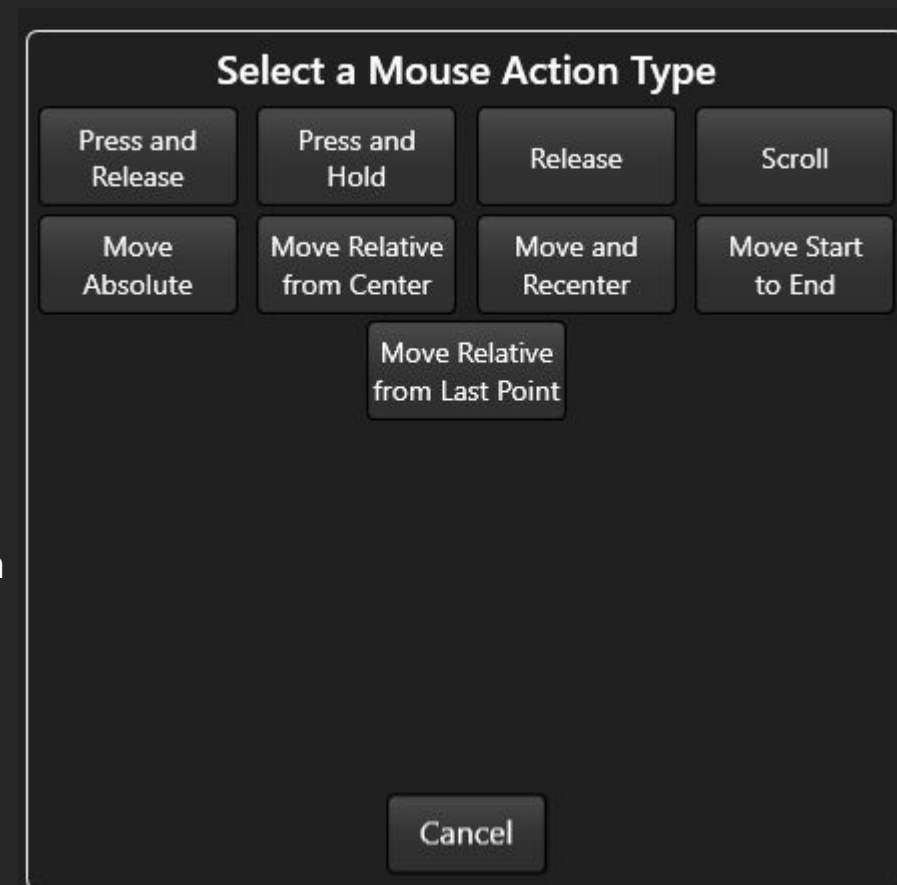 Select a Mouse Action Type
Press and
Release
Press and
Hold
Release
Scroll
Move
Absolute
Move Relative
from Center
Move and
Recenter
Move Start
to End
Move Relative
from Last Point
Cancel